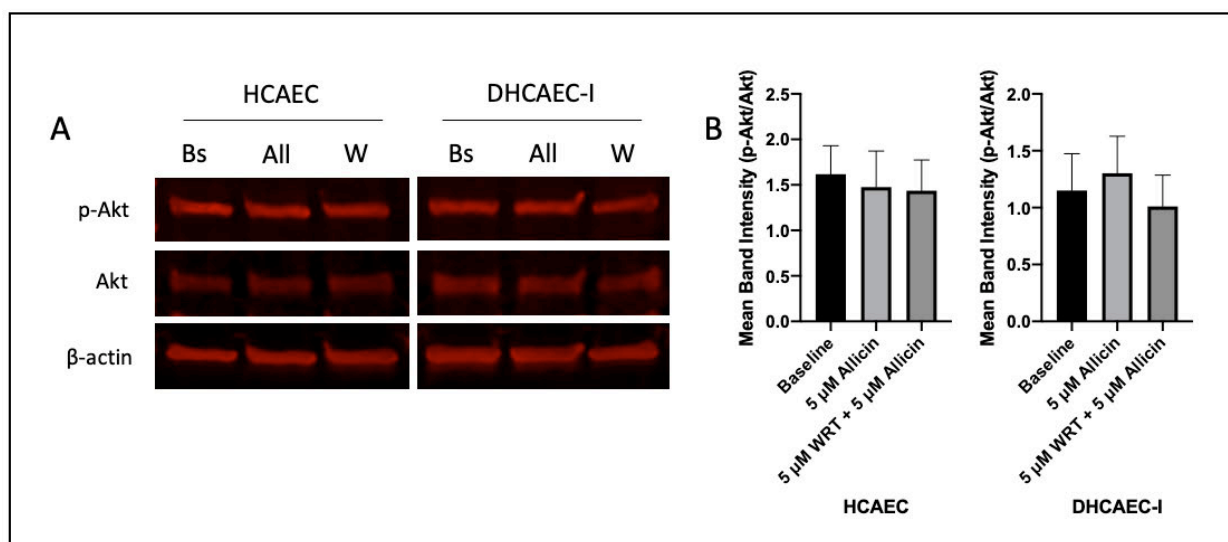 A
HCAEC
DHCAEC-I
Bs
All
W
Bs
All
W
p-Akt
Akt
β-actin
B
Mean Band Intensity (p-Akt/Akt)
2.5
2.0
1.5
1.0
0.5
0.0
Baseline
5 µM Allicin
5 µM WRT + 5 µM Allicin
HCAEC
Mean Band Intensity (p-Akt/Akt)
2.0
1.5
1.0
0.5
0.0
Baseline
5 µM Allicin
5 µM WRT + 5 µM Allicin
DHCAEC-I